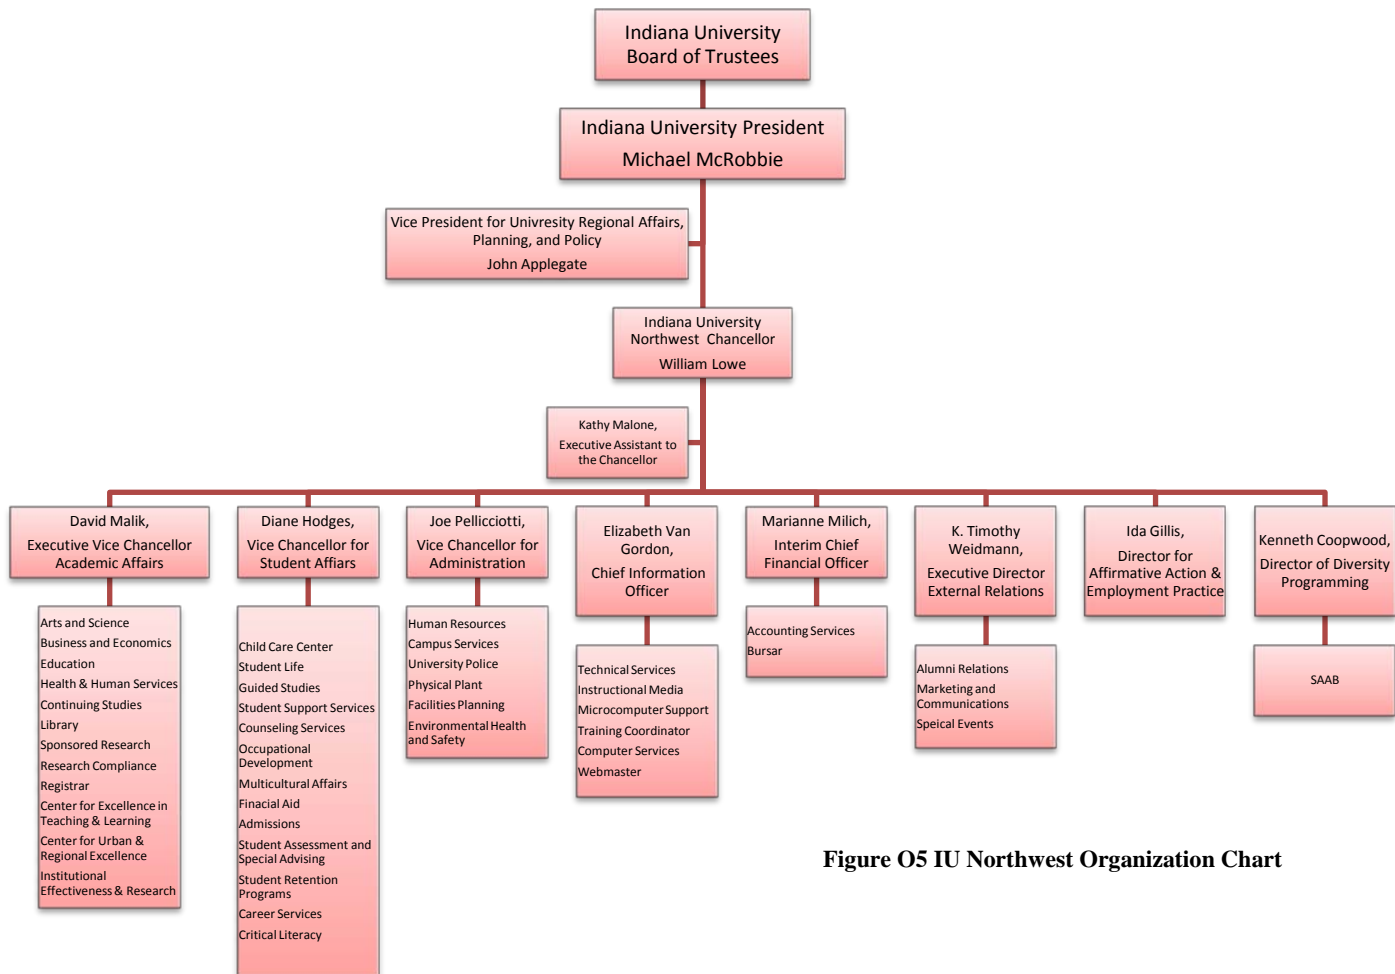 Indiana University
Board of Trustees
Indiana University President
Michael McRobbie
Vice President for Univresity Regional Affairs,
Planning, and Policy
John Applegate
Indiana University
Northwest Chancellor
William Lowe
Kathy Malone,
Executive Assistant to
the Chancellor
David Malik,
Executive Vice Chancellor
Academic Affairs
Arts and Science
Business and Economics
Education
Health & Human Services
Continuing Studies
Library
Sponsored Research
Research Compliance
Registrar
Center for Excellence in
Teaching & Learning
Center for Urban &
Regional Excellence
Institutional
Effectiveness & Research
Diane Hodges,
Vice Chancellor for
Student Affiars
Child Care Center
Student Life
Guided Studies
Student Support Services
Counseling Services
Occupational
Development
Multicultural Affairs
Finacial Aid
Admissions
Student Assessment and
Special Advising
Student Retention
Programs
Career Services
Critical Literacy
Joe Pellicciotti,
Vice Chancellor for
Administration
Human Resources
Campus Services
University Police
Physical Plant
Facilities Planning
Environmental Health
and Safety
Elizabeth Van
Gordon,
Chief Information
Officer
Technical Services
Instructional Media
Microcomputer Support
Training Coordinator
Computer Services
Webmaster
Marianne Milich,
Interim Chief
Financial Officer
Accounting Services
Bursar
K. Timothy
Weidmann,
Executive Director
External Relations
Alumni Relations
Marketing and
Communications
Speical Events
Ida Gillis,
Director for
Affirmative Action &
Employment Practice
Kenneth Coopwood,
Director of Diversity
Programming
SAAB
Figure O5 IU Northwest Organization Chart